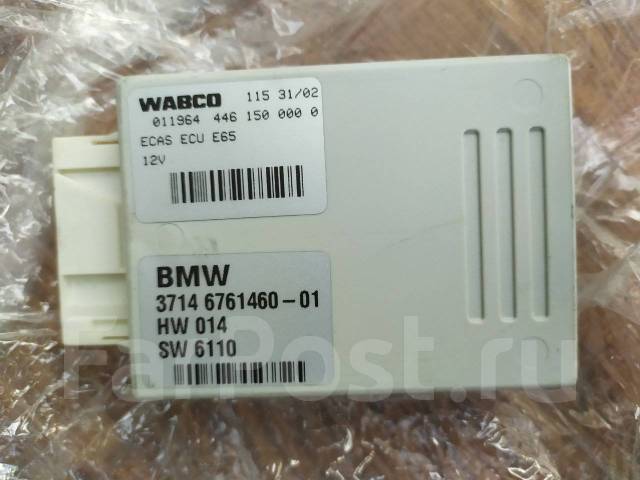 WABCO 115 31/02
011964 446 150 000 0
ECAS ECU E65
12V
BMW
3714 6761460-01
HW 014
SW 6110
FarPost.ru